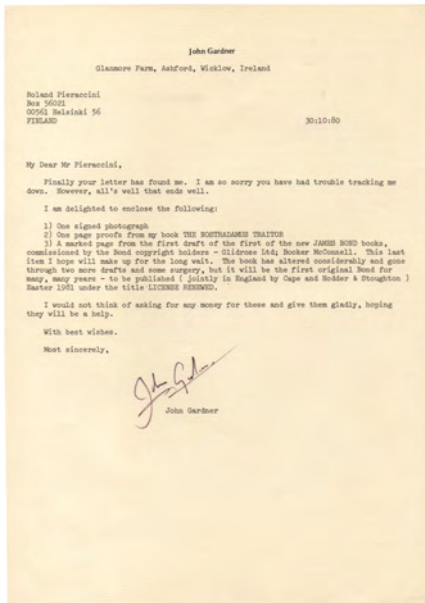 John Gardner
Glanmore Farm, Ashford, Wicklow, Ireland
Roland Pieraccini
Box 56021
00561 Helsinki 56
FINLAND
30:10:80
My Dear Mr Pieraccini,
Finally your letter has found me. I am so sorry you have had trouble tracking me
down. However, all's well that ends well.
I am delighted to enclose the following:
1) One signed photograph
2) One page proofs from my book THE NOSTRADAMUS TRAITOR
3) A marked page from the first draft of the first of the new JAMES BOND books,
commissioned by the Bond copyright holders - Glidrose Ltd; Booker McConnell. This last
item I hope will make up for the long wait. The book has altered considerably and gone
through two more drafts and some surgery, but it will be the first original Bond for
many, many years - to be published ( jointly in England by Cape and Hodder & Stoughton )
Easter 1981 under the title LICENSE RENEWED.
I would not think of asking for any money for these and give them gladly, hoping
they will be a help.
With best wishes.
Most sincerely,
John Gardner
John Gardner